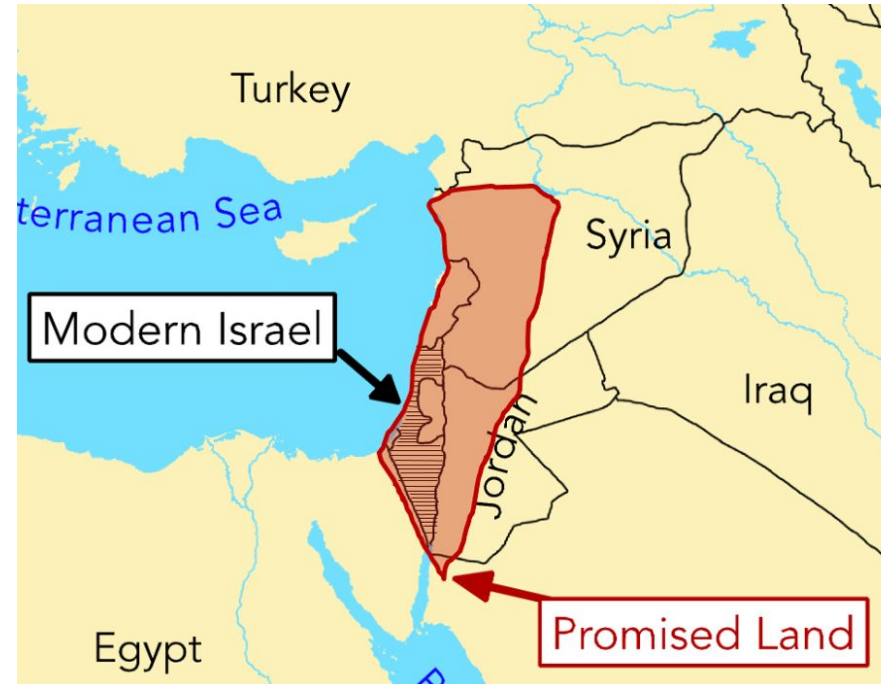 Turkey
terranean Sea
Syria
Modern Israel
Iraq
Jordan
Promised Land
Egypt
R